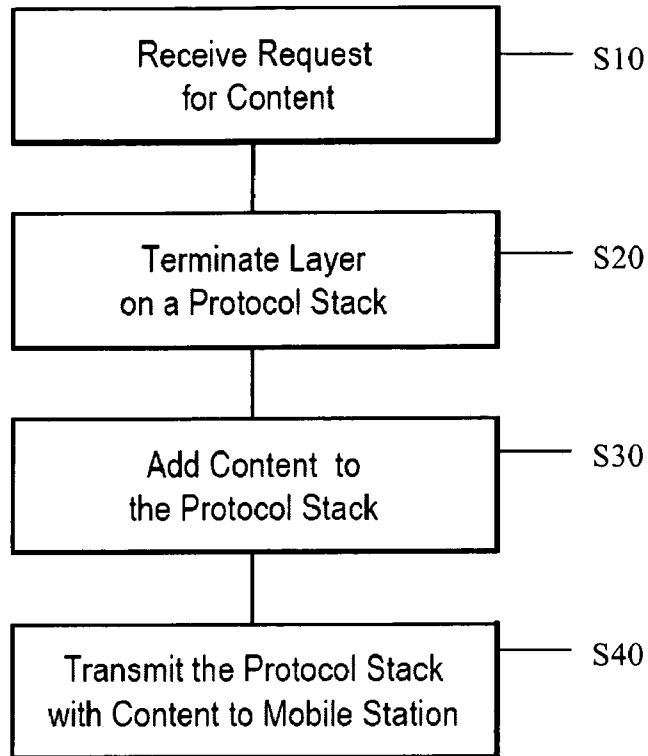 Receive Request
for Content
S10
Terminate Layer
on a Protocol Stack
S20
Add Content to
the Protocol Stack
S30
Transmit the Protocol Stack
with Content to Mobile Station
S40